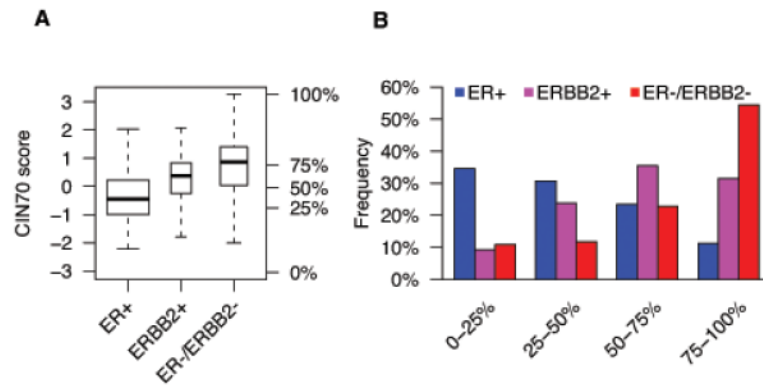 A
CIN70 score
3
2
1
0
−1
−2
−3
100%
75%
50%
25%
0%
ER+
ERBB2+
ER-/ERBB2-
B
Frequency
60%
50%
40%
30%
20%
10%
0%
ER+ ERBB2+ ER-/ERBB2-
0−25%
25−50%
50−75%
75−100%